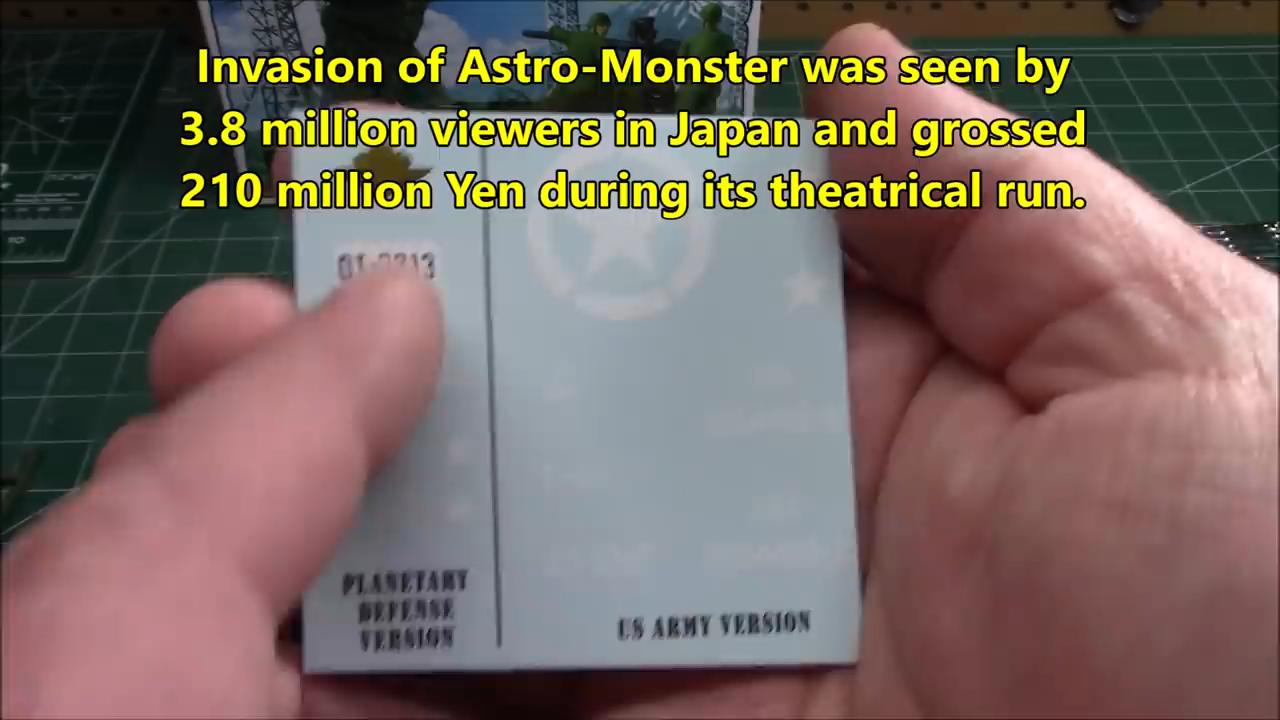 Invasion of Astro-Monster was seen by
3.8 million viewers in Japan and grossed
210 million Yen during its theatrical run.
PLANETARY
DEFENSE
VERSION
US ARMY VERSION